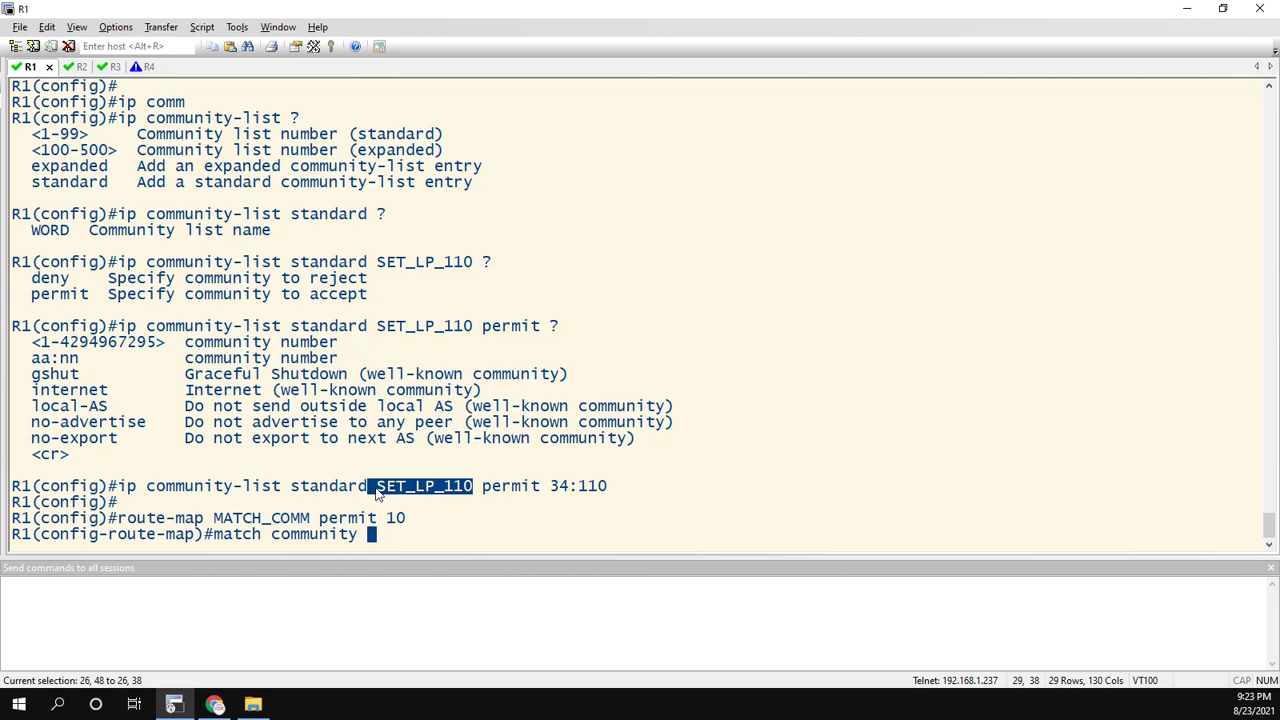 R1
File Edit View Options Transfer Script Tools Window Help
Enter host <Alt+R>
R1 R2 R3 R4
R1(config)#
R1(config)#ip comm
R1(config)#ip community-list ?
<1-99> Community list number (standard)
<100-500> Community list number (expanded)
expanded Add an expanded community-list entry
standard Add a standard community-list entry
R1(config)#ip community-list standard ?
WORD Community list name
R1(config)#ip community-list standard SET_LP_110 ?
deny Specify community to reject
permit Specify community to accept
R1(config)#ip community-list standard SET_LP_110 permit ?
<1-4294967295> community number
aa:nn community number
gshut Graceful Shutdown (well-known community)
internet Internet (well-known community)
local-AS Do not send outside local AS (well-known community)
no-advertise Do not advertise to any peer (well-known community)
no-export Do not export to next AS (well-known community)
<cr>
R1(config)#ip community-list standard SET_LP_110 permit 34:110
R1(config)#
R1(config)#route-map MATCH_COMM permit 10
R1(config-route-map)#match community
Send commands to all sessions
Current selection: 26, 48 to 26, 38 Telnet: 192.168.1.237 29, 38 29 Rows, 130 Cols VT100 CAP NUM
9:23 PM
8/23/2021